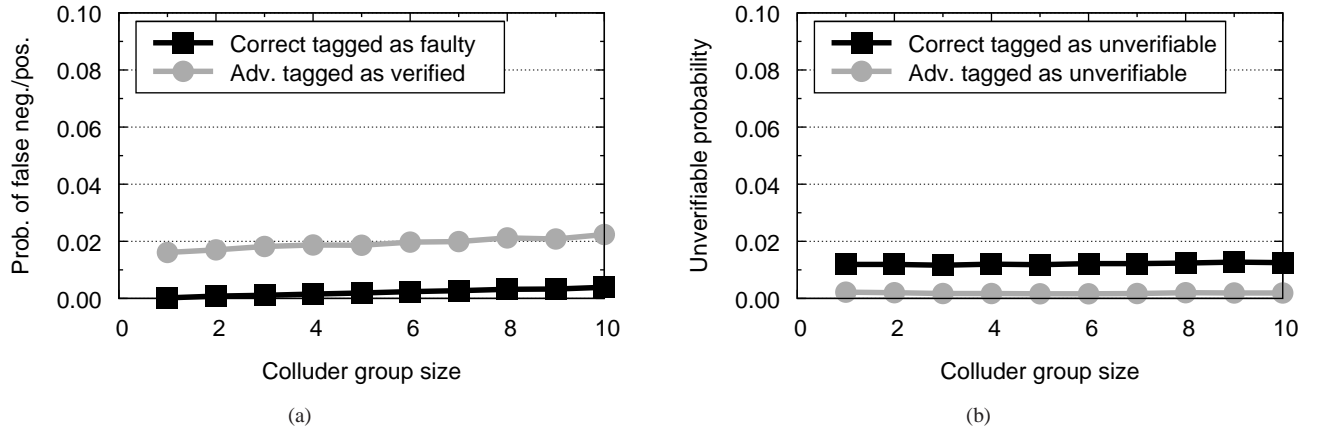 0.10
0.08
0.06
0.04
0.02
0.00
Prob. of false neg./pos.
Correct tagged as faulty
Adv. tagged as verified
0 2 4 6 8 10
Colluder group size
(a)
0.10
0.08
0.06
0.04
0.02
0.00
Unverifiable probability
Correct tagged as unverifiable
Adv. tagged as unverifiable
0 2 4 6 8 10
Colluder group size
(b)